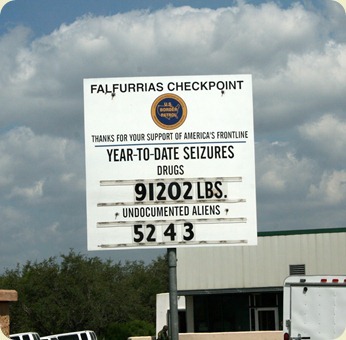 FALFURRIAS CHECKPOINT
U.S.
BORDER
PATROL
THANKS FOR YOUR SUPPORT OF AMERICA'S FRONTLINE
YEAR-TO-DATE SEIZURES
DRUGS
91202 LBS.
UNDOCUMENTED ALIENS
5243